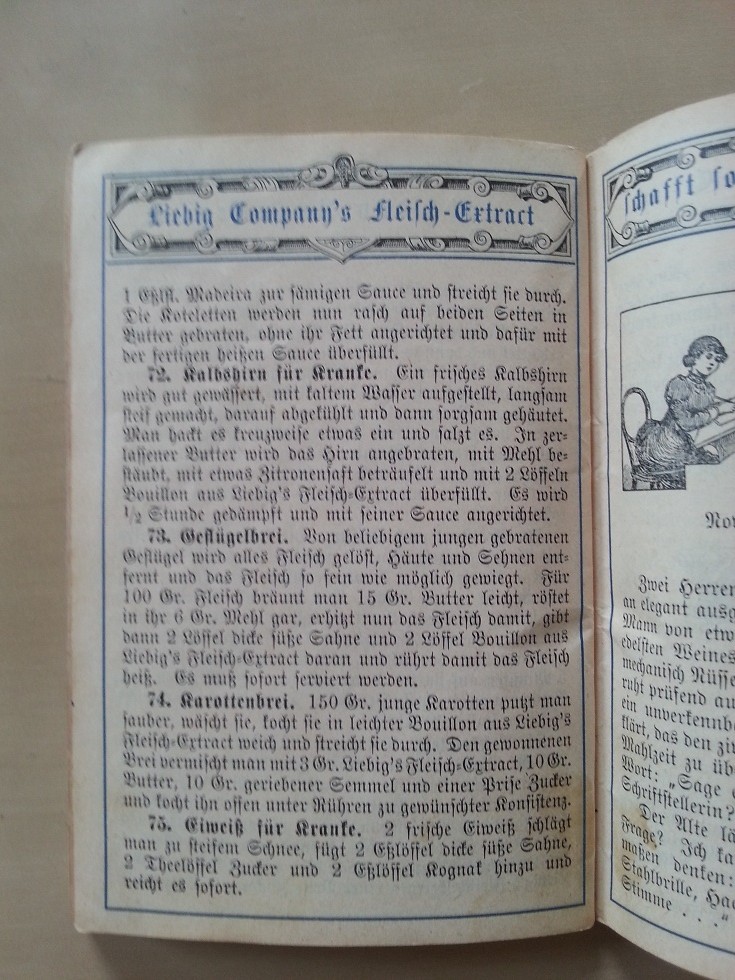 Liebig Company's Fleisch-Extract
1 Eßlf. Madeira zur sämigen Sauce und streicht sie durch.
Die Koteletten werden nun rasch auf beiden Seiten in
Butter gebraten, ohne ihr Fett angerichtet und dafür mit
der fertigen heißen Sauce überfüllt.
72. Kalbshirn für Kranke. Ein frisches Kalbshirn
wird gut gewässert, mit kaltem Wasser aufgestellt, langsam
steif gemacht, darauf abgekühlt und dann sorgsam gehäutet.
Man hackt es kreuzweise etwas ein und salzt es. In zer-
lassener Butter wird das Hirn angebraten, mit Mehl be-
stäubt, mit etwas Zitronensaft beträufelt und mit 2 Löffeln
Bouillon aus Liebig's Fleisch-Extract überfüllt. Es wird
1/2 Stunde gedämpft und mit seiner Sauce angerichtet.
73. Geflügelbrei. Von beliebigem jungen gebratenen
Geflügel wird alles Fleisch gelöst, Häute und Sehnen ent-
fernt und das Fleisch so fein wie möglich gewiegt. Für
100 Gr. Fleisch bräunt man 15 Gr. Butter leicht, röstet
in ihr 6 Gr. Mehl gar, erhitzt nun das Fleisch damit, gibt
dann 2 Löffel dicke süße Sahne und 2 Löffel Bouillon aus
Liebig's Fleisch-Extract daran und rührt damit das Fleisch
heiß. Es muß sofort serviert werden.
74. Karottenbrei. 150 Gr. junge Karotten putzt man
sauber, wäscht sie, kocht sie in leichter Bouillon aus Liebig's
Fleisch-Extract weich und streicht sie durch. Den gewonnenen
Brei vermischt man mit 3 Gr. Liebig's Fleisch-Extract, 10 Gr.
Butter, 10 Gr. geriebener Semmel und einer Prise Zucker
und kocht ihn offen unter Rühren zu gewünschter Konsistenz.
75. Eiweiß für Kranke. 2 frische Eiweiß schlägt
man zu steifem Schnee, fügt 2 Eßlöffel dicke süße Sahne,
2 Theelöffel Zucker und 2 Eßlöffel Kognak hinzu und
reicht es sofort.
schafft so
Zwei Herren
an elegant ausg
Mann von etw
edelsten Weines
mechanisch Nüsse
ruht prüfend au
ein unverkennb
klärt, das den zi
Mahlzeit zu üb
Wort: „Sage
Schriftstellerin?
Der Alte lä
Frage? Ich ka
maßen denken:
Stahlbrille, Ha
Stimme . . ."